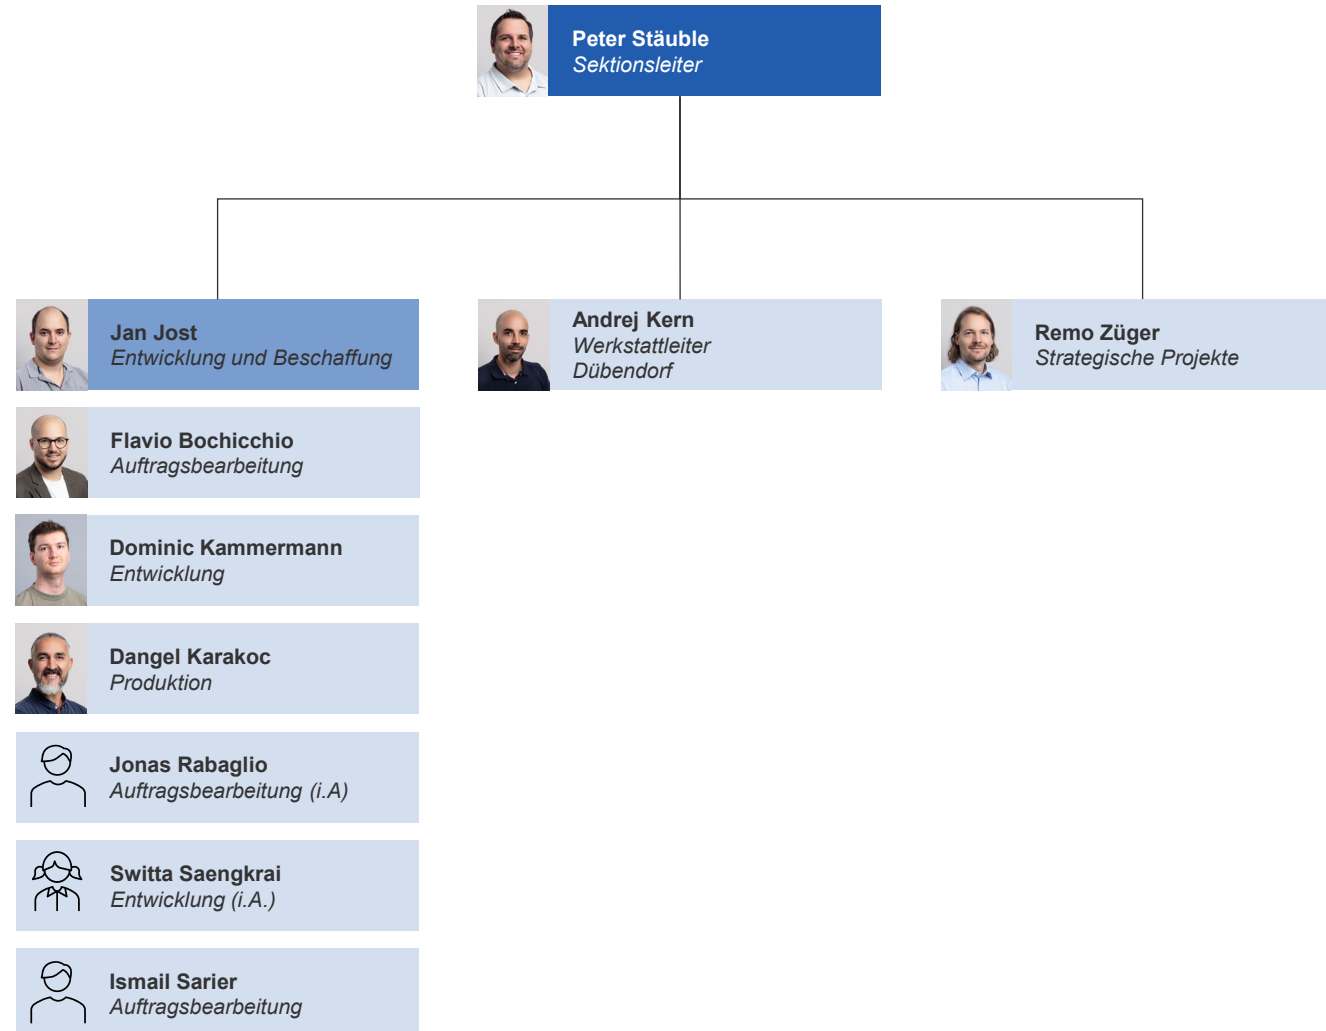 Peter Stäuble
Sektionsleiter
Jan Jost
Entwicklung und Beschaffung
Andrej Kern
Werkstattleiter
Dübendorf
Remo Züger
Strategische Projekte
Flavio Bochicchio
Auftragsbearbeitung
Dominic Kammermann
Entwicklung
Dangel Karakoc
Produktion
Jonas Rabaglio
Auftragsbearbeitung (i.A)
Switta Saengkrai
Entwicklung (i.A.)
Ismail Sarier
Auftragsbearbeitung